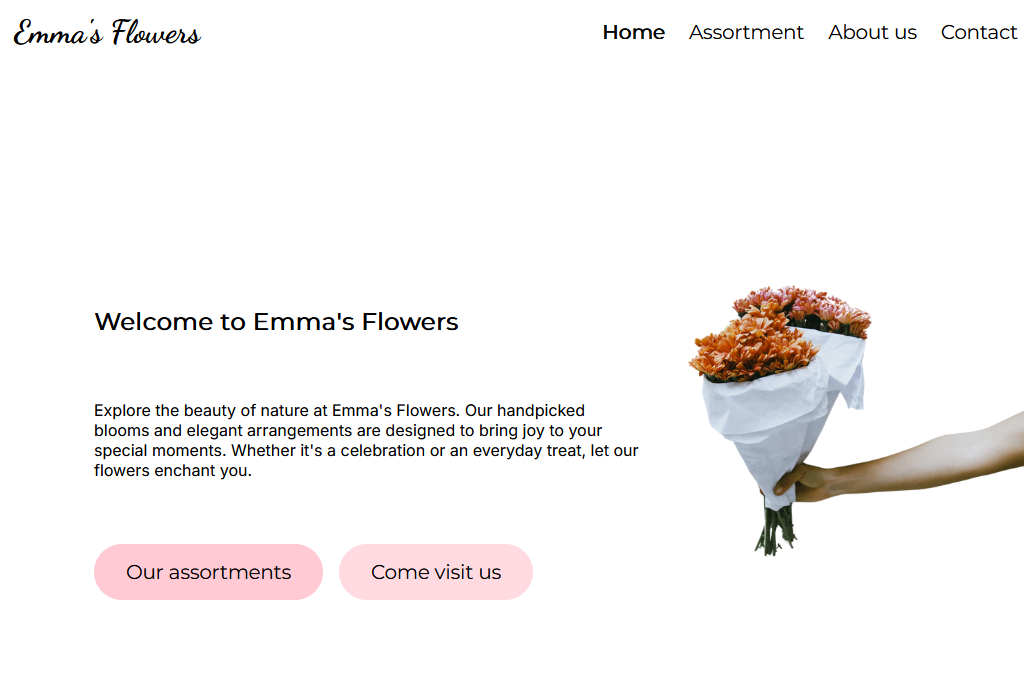 Emma's Flowers
Home Assortment About us Contact
Welcome to Emma's Flowers
Explore the beauty of nature at Emma's Flowers. Our handpicked
blooms and elegant arrangements are designed to bring joy to your
special moments. Whether it's a celebration or an everyday treat, let our
flowers enchant you.
Our assortments
Come visit us